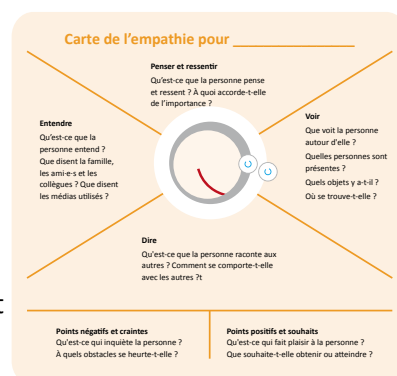 Carte de l'empathie pour
Penser et ressentir
Qu'est-ce que la personne pense
et ressent ? À quoi accorde-t-elle
de l'importance ?
Entendre
Qu'est-ce que la
personne entend ?
Que disent la famille,
les ami·e·s et les
collègues ? Que disent
les médias utilisés ?
Voir
Que voit la personne
autour d'elle ?
Quelles personnes sont
présentes ?
Quels objets y a-t-il ?
Où se trouve-t-elle ?
Dire
Qu'est-ce que la personne raconte aux
autres ? Comment se comporte-t-elle
avec les autres ?t
t
Points négatifs et craintes
Qu'est-ce qui inquiète la personne ?
À quels obstacles se heurte-t-elle ?
Points positifs et souhaits
Qu'est-ce qui fait plaisir à la personne ?
Que souhaite-t-elle obtenir ou atteindre ?